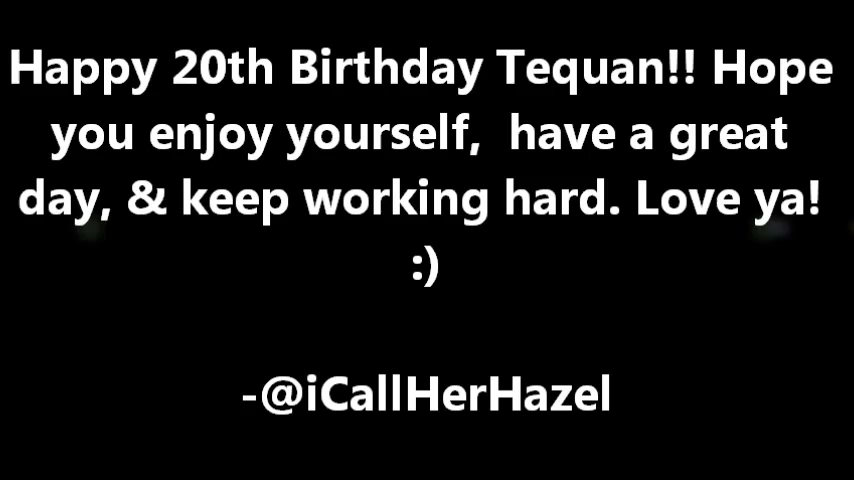 Happy 20th Birthday Tequan!! Hope
you enjoy yourself,  have a great
day, & keep working hard. Love ya!
:)
-@iCallHerHazel